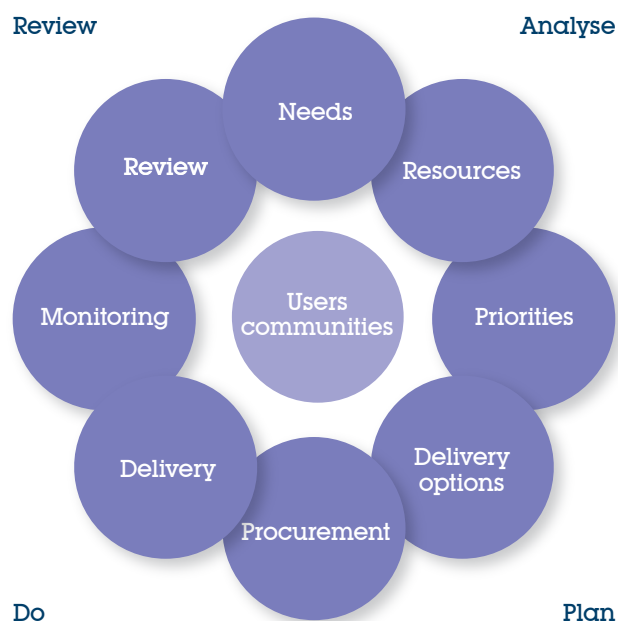 Review
Analyse
Needs
Review
Resources
Users
communities
Monitoring
Priorities
Delivery
Delivery
options
Procurement
Do
Plan